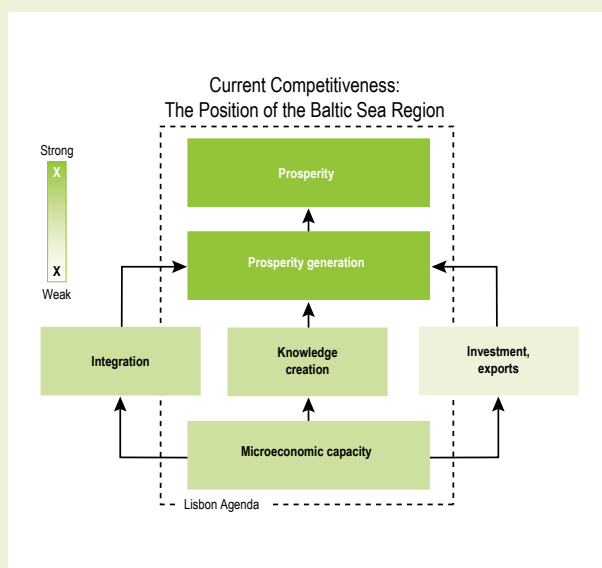 Current Competitiveness:
The Position of the Baltic Sea Region
Strong
X
X
Weak
Prosperity
Prosperity generation
Integration
Knowledge
creation
Investment,
exports
Microeconomic capacity
Lisbon Agenda